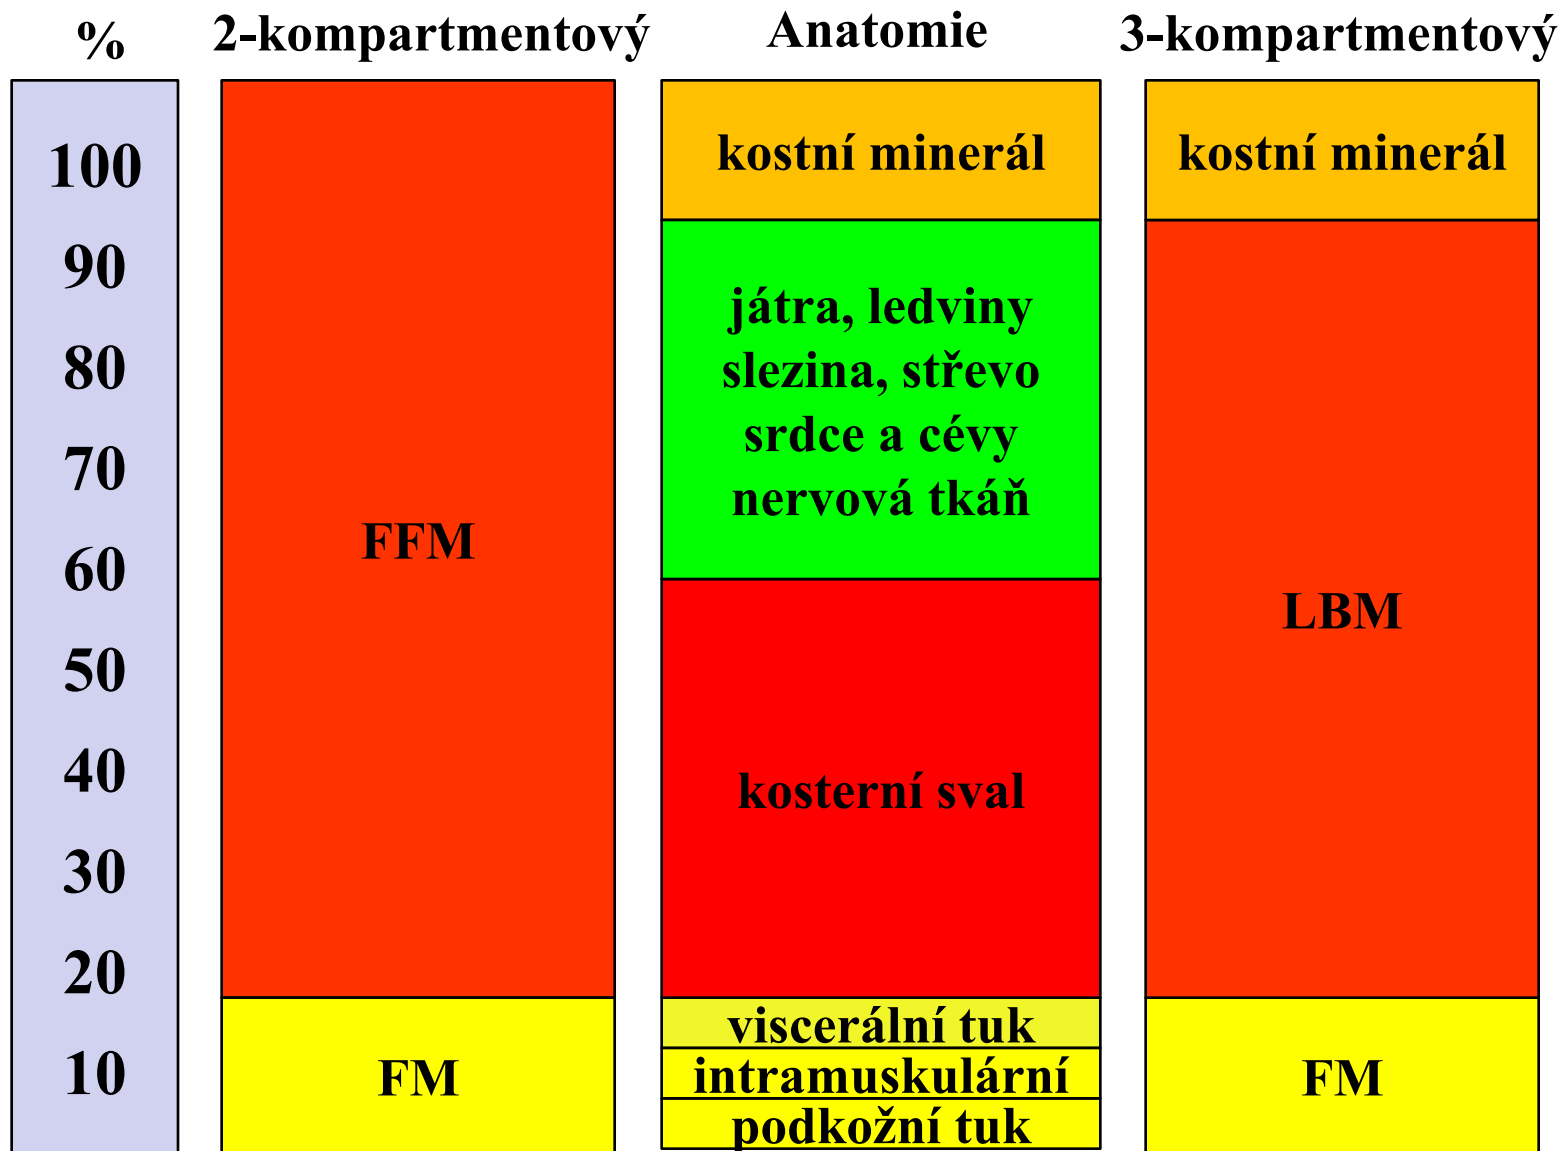 %
2-kompartmentový
Anatomie
3-kompartmentový
100
90
80
70
60
50
40
30
20
10
FFM
FM
kostní minerál
játra, ledviny
slezina, střevo
srdce a cévy
nervová tkáň
kosterní sval
viscerální tuk
intramuskulární
podkožní tuk
kostní minerál
LBM
FM